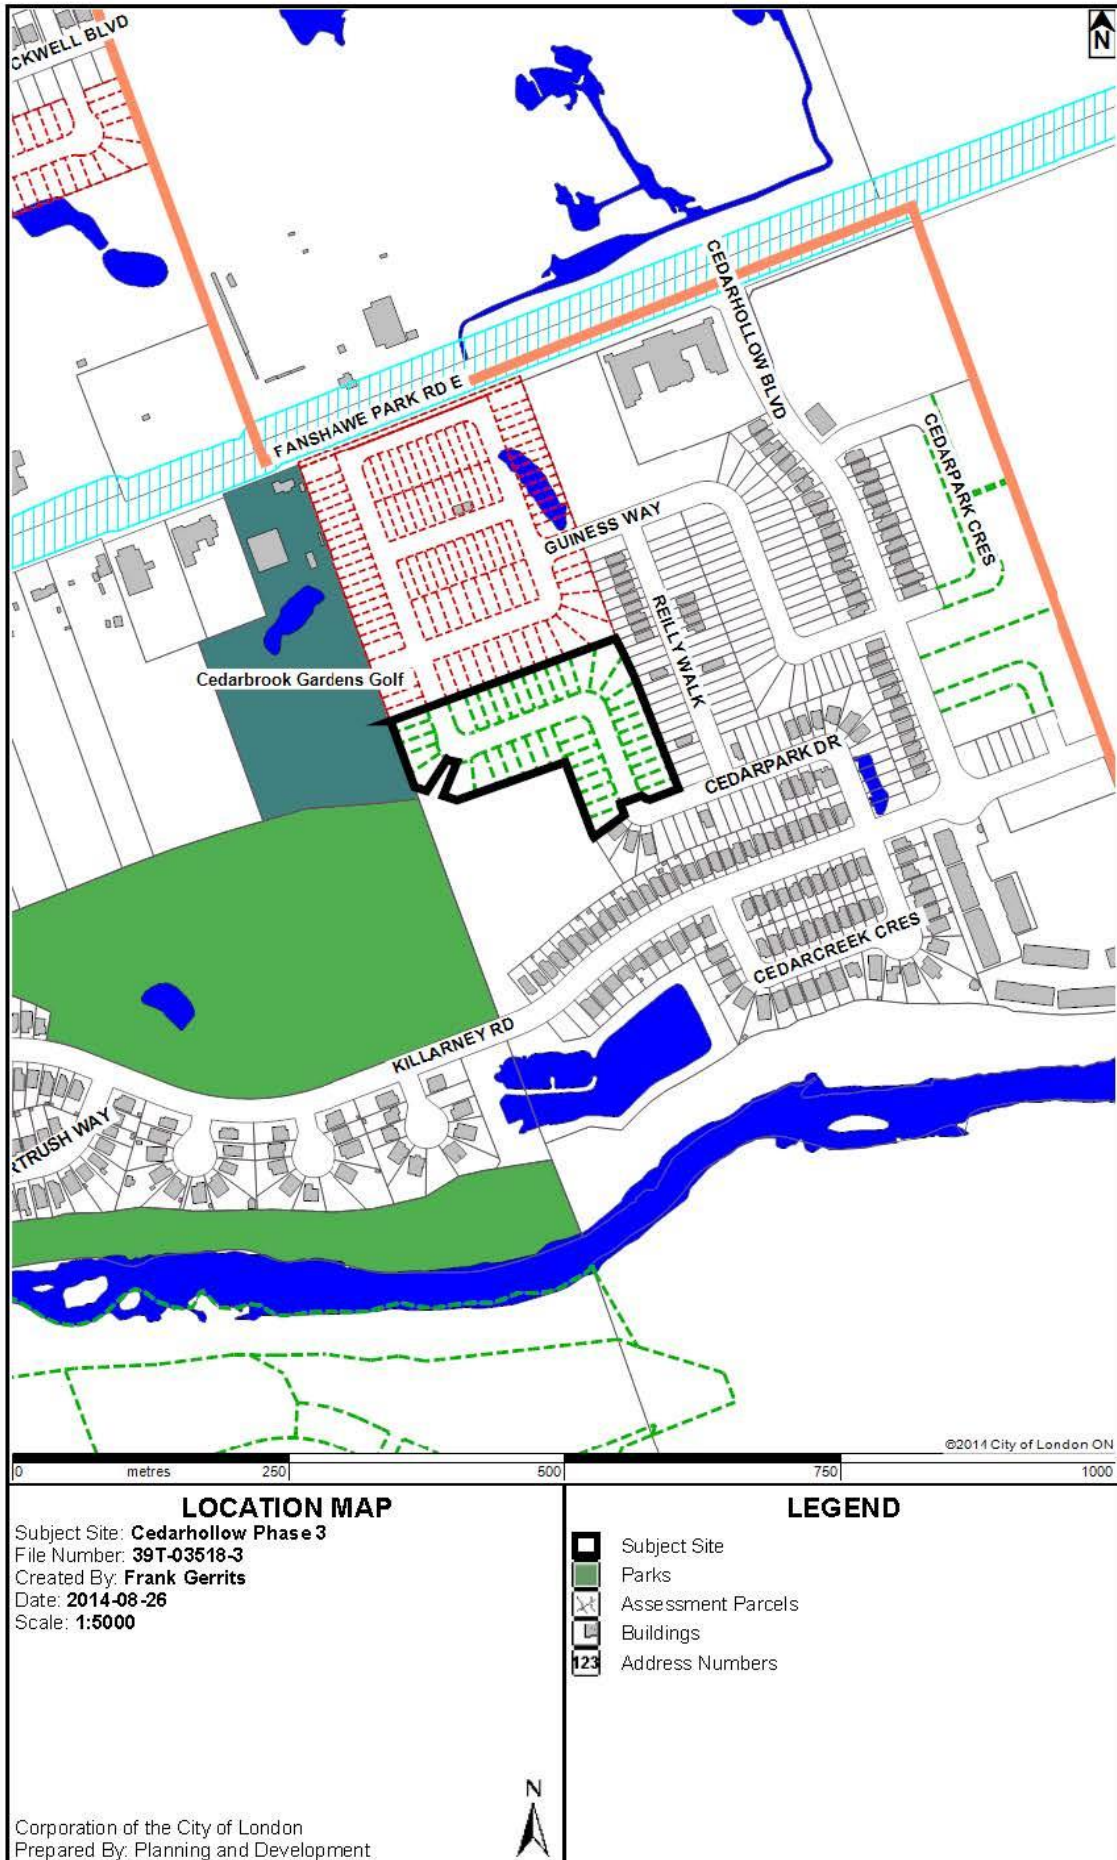 N
CKWELL BLVD
CEDARHOLLOW BLVD
FANSHAWE PARK RD E
CEDARPARK CRES
GUINESS WAY
REILLY WALK
Cedarbrook Gardens Golf
CEDARPARK DR
CEDARCREEK CRES
KILLARNEY RD
RTRUSH WAY
©2014 City of London ON
0 metres 250 500 750 1000
LOCATION MAP
Subject Site: Cedarhollow Phase 3
File Number: 39T-03518-3
Created By: Frank Gerrits
Date: 2014-08-26
Scale: 1:5000
N
Corporation of the City of London
Prepared By: Planning and Development
LEGEND
Subject Site
Parks
Assessment Parcels
Buildings
123 Address Numbers